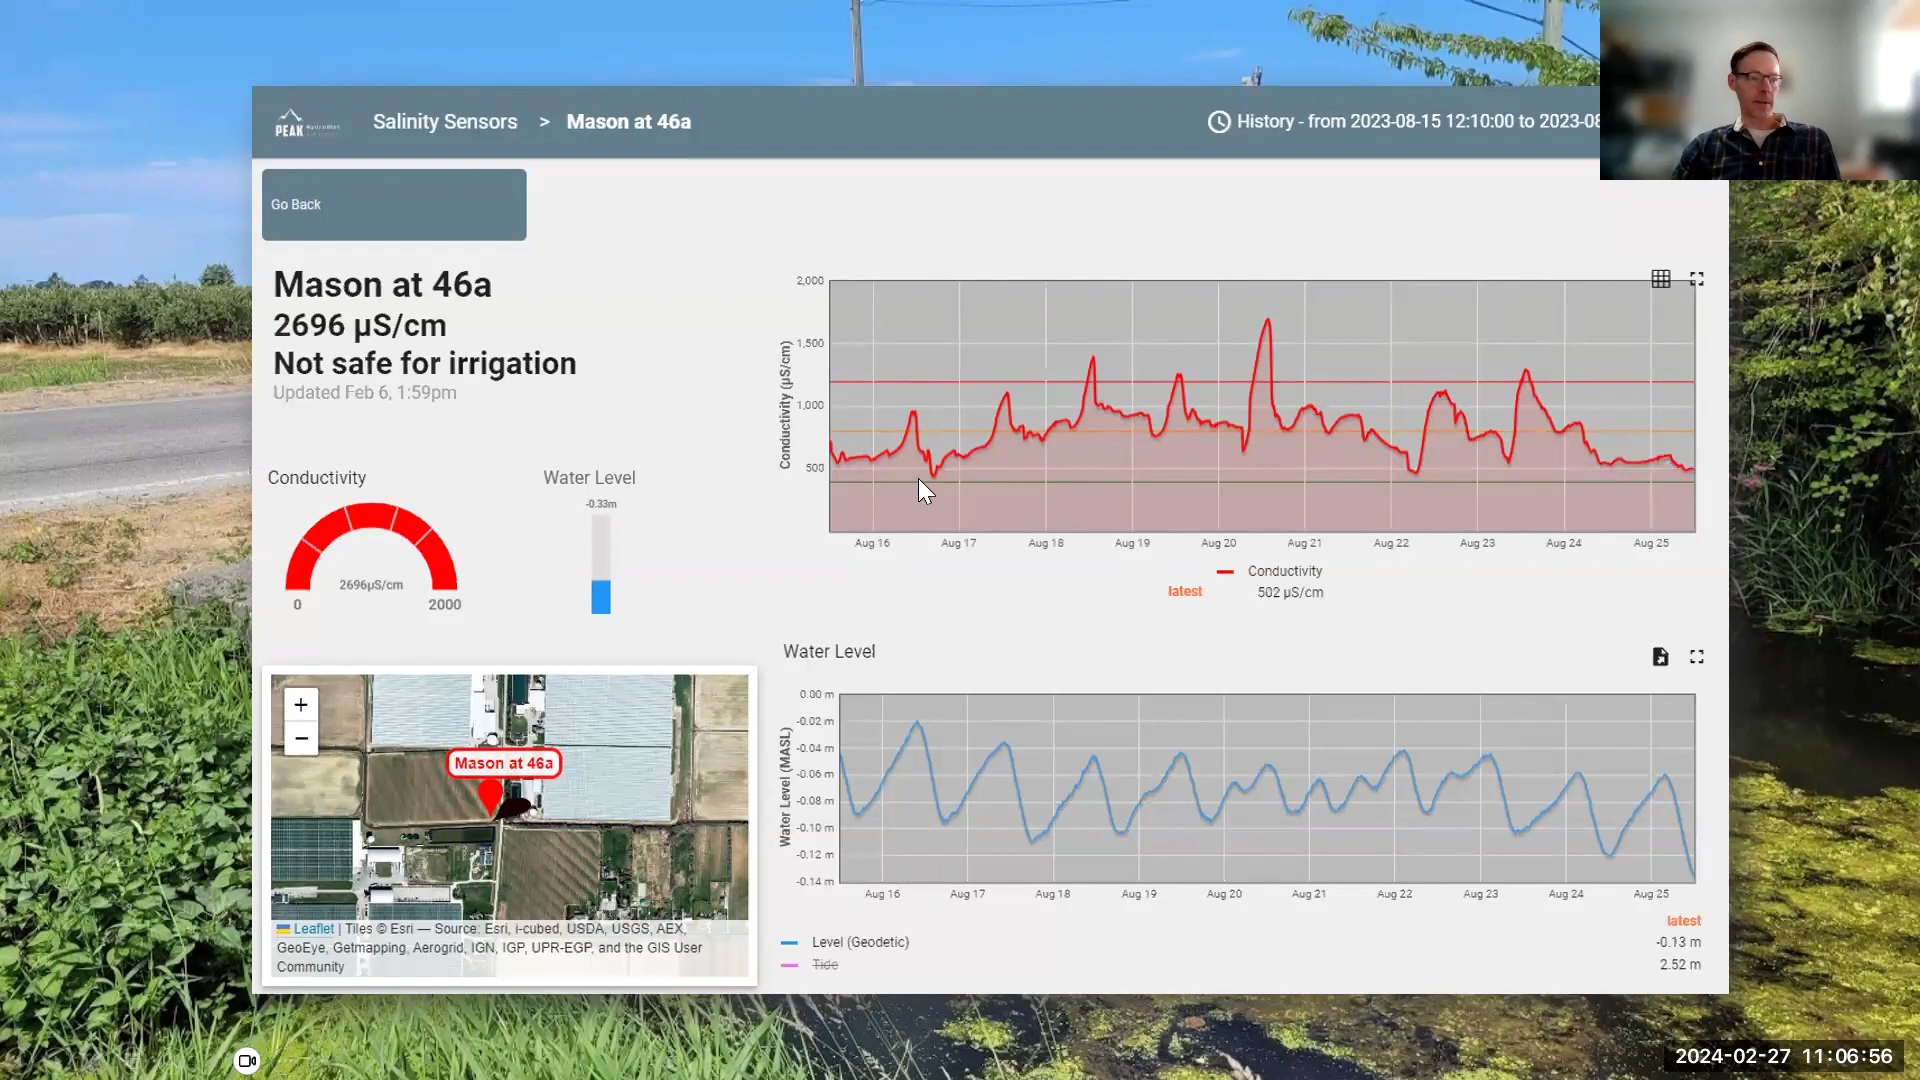 PEAK
Salinity Sensors > Mason at 46a
History - from 2023-08-15 12:10:00 to 2023-08
Go Back
Mason at 46a
2696 µS/cm
Not safe for irrigation
Updated Feb 6, 1:59pm
Conductivity
2696µS/cm
0
2000
Water Level
-0.33m
+
−
Mason at 46a
Leaflet | Tiles © Esri — Source: Esri, i-cubed, USDA, USGS, AEX,
GeoEye, Getmapping, Aerogrid, IGN, IGP, UPR-EGP, and the GIS User
Community
Conductivity (µS/cm)
2,000
1,500
1,000
500
Aug 16 Aug 17 Aug 18 Aug 19 Aug 20 Aug 21 Aug 22 Aug 23 Aug 24 Aug 25
Conductivity
latest 502 µS/cm
Water Level
Water Level (MASL)
0.00 m
-0.02 m
-0.04 m
-0.06 m
-0.08 m
-0.10 m
-0.12 m
-0.14 m
Aug 16 Aug 17 Aug 18 Aug 19 Aug 20 Aug 21 Aug 22 Aug 23 Aug 24 Aug 25
latest
Level (Geodetic) -0.13 m
Tide 2.52 m
2024-02-27 11:06:56